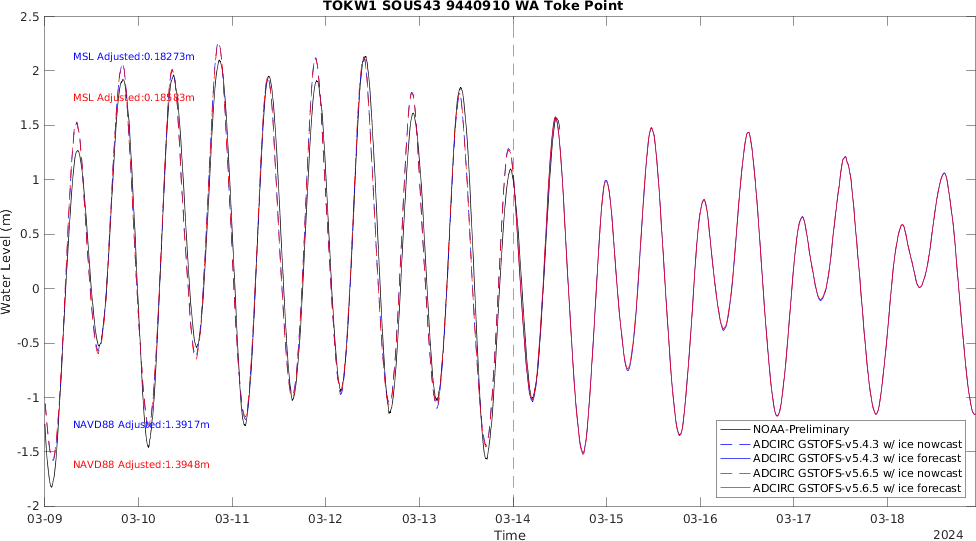 TOKW1 SOUS43 9440910 WA Toke Point
2.5
2
1.5
1
0.5
0
-0.5
-1
-1.5
-2
Water Level (m)
MSL Adjusted:0.18273m
MSL Adjusted:0.18583m
NAVD88 Adjusted:1.3917m
NAVD88 Adjusted:1.3948m
NOAA-Preliminary
ADCIRC GSTOFS-v5.4.3 w/ ice nowcast
ADCIRC GSTOFS-v5.4.3 w/ ice forecast
ADCIRC GSTOFS-v5.6.5 w/ ice nowcast
ADCIRC GSTOFS-v5.6.5 w/ ice forecast
03-09 03-10 03-11 03-12 03-13 03-14 03-15 03-16 03-17 03-18
Time
2024